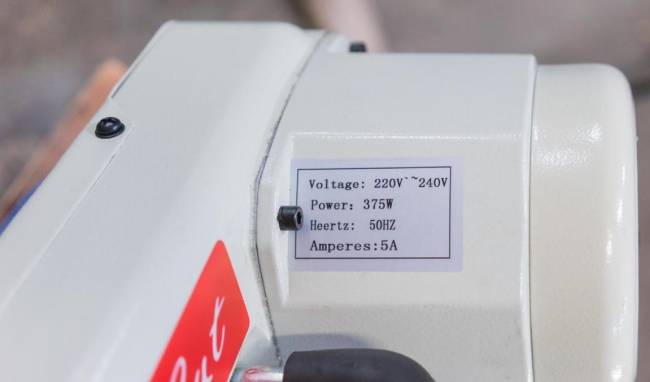 Voltage: 220V~~240V
Power: 375W
Heertz: 50HZ
Amperes:5A